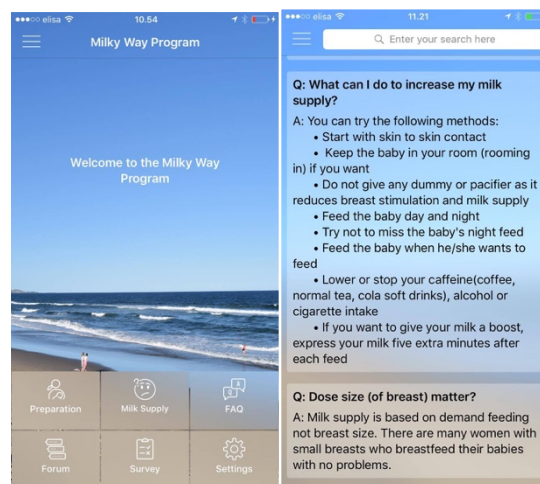 elisa 10.54
Milky Way Program
Welcome to the Milky Way
Program
Preparation
Milk Supply
FAQ
Forum
Survey
Settings
elisa 11.21
Enter your search here
Q: What can I do to increase my milk
supply?
A: You can try the following methods:
• Start with skin to skin contact
• Keep the baby in your room (rooming
in) if you want
• Do not give any dummy or pacifier as it
reduces breast stimulation and milk supply
• Feed the baby day and night
• Try not to miss the baby's night feed
• Feed the baby when he/she wants to
feed
• Lower or stop your caffeine(coffee,
normal tea, cola soft drinks), alcohol or
cigarette intake
• If you want to give your milk a boost,
express your milk five extra minutes after
each feed
Q: Dose size (of breast) matter?
A: Milk supply is based on demand feeding
not breast size. There are many women with
small breasts who breastfeed their babies
with no problems.